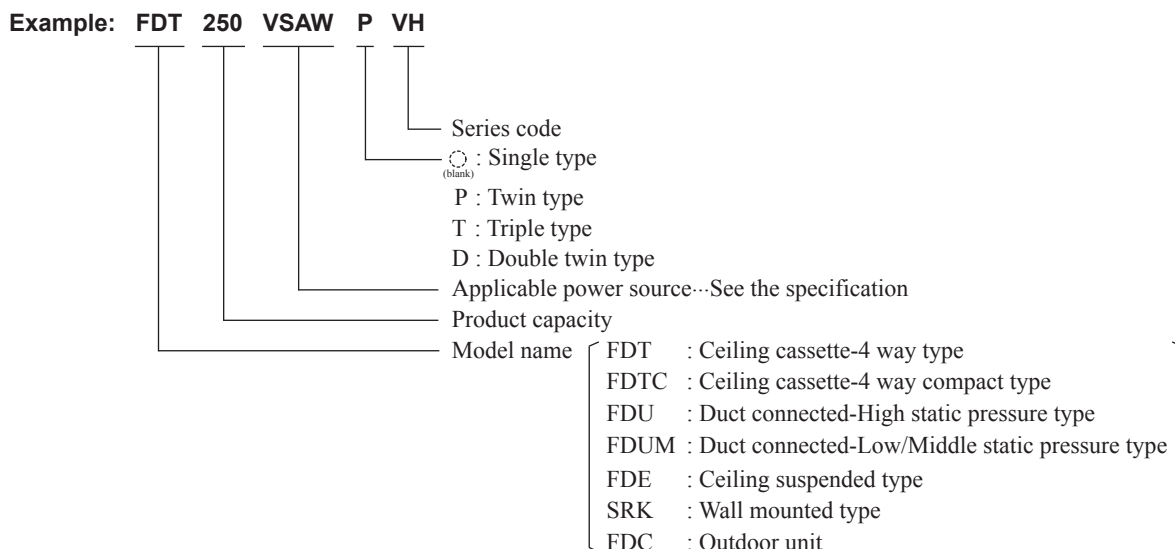 Example: FDT 250 VSAW P VH
Series code
◌ : Single type
(blank)
P : Twin type
T : Triple type
D : Double twin type
Applicable power source···See the specification
Product capacity
Model name FDT : Ceiling cassette-4 way type
FDTC : Ceiling cassette-4 way compact type
FDU : Duct connected-High static pressure type
FDUM : Duct connected-Low/Middle static pressure type
FDE : Ceiling suspended type
SRK : Wall mounted type
FDC : Outdoor unit